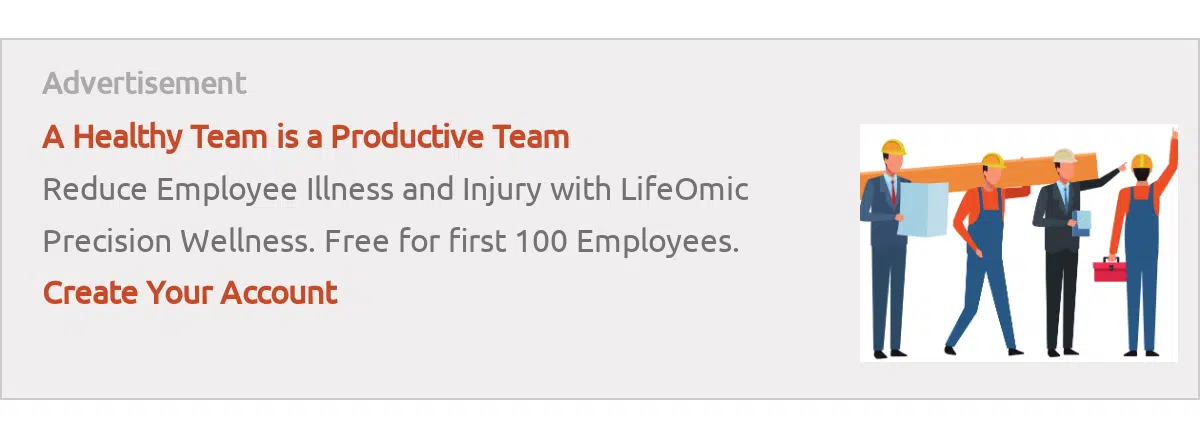 Advertisement
A Healthy Team is a Productive Team
Reduce Employee Illness and Injury with LifeOmic
Precision Wellness. Free for first 100 Employees.
Create Your Account